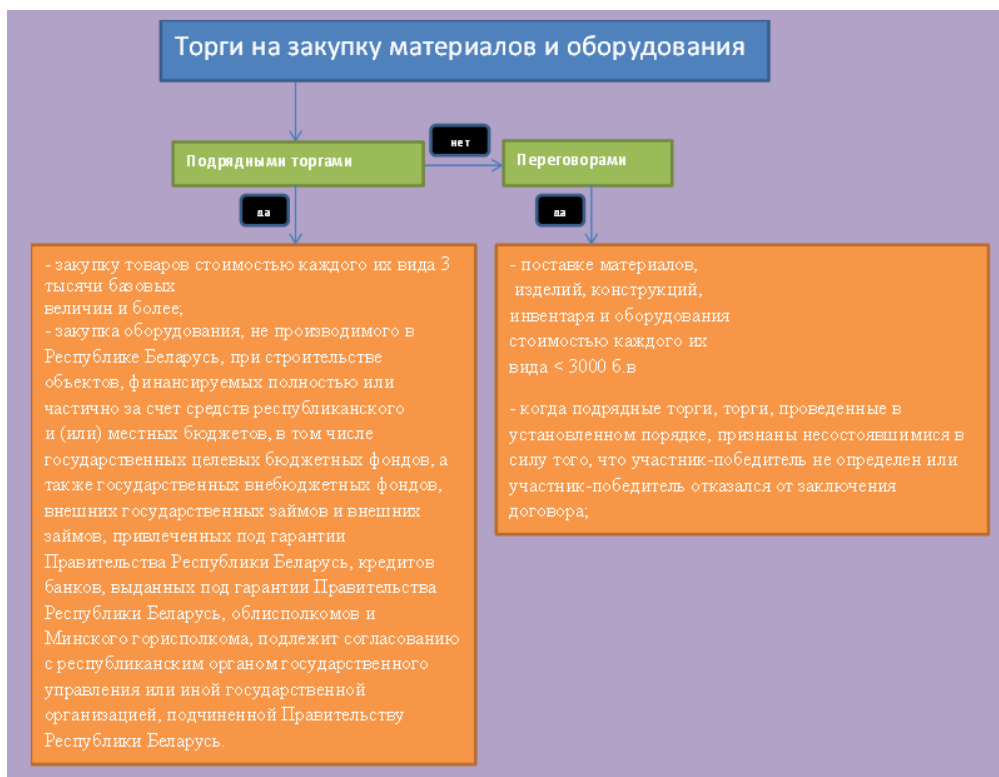 Торги на закупку материалов и оборудования
нет
Подрядными торгами
Переговорами
да
да
- закупку товаров стоимостью каждого их вида 3
тысячи базовых
величин и более;
- закупка оборудования, не производимого в
Республике Беларусь, при строительстве
объектов, финансируемых полностью или
частично за счет средств республиканского
и (или) местных бюджетов, в том числе
государственных целевых бюджетных фондов, а
также государственных внебюджетных фондов,
внешних государственных займов и внешних
займов, привлеченных под гарантии
Правительства Республики Беларусь, кредитов
банков, выданных под гарантии Правительства
Республики Беларусь, облисполкомов и
Минского горисполкома, подлежит согласованию
с республиканским органом государственного
управления или иной государственной
организацией, подчиненной Правительству
Республики Беларусь.
- поставке материалов,
изделий, конструкций,
инвентаря и оборудования
стоимостью каждого их
вида < 3000 б.в
- когда подрядные торги, торги, проведенные в
установленном порядке, признаны несостоявшимися в
силу того, что участник-победитель не определен или
участник-победитель отказался от заключения
договора;